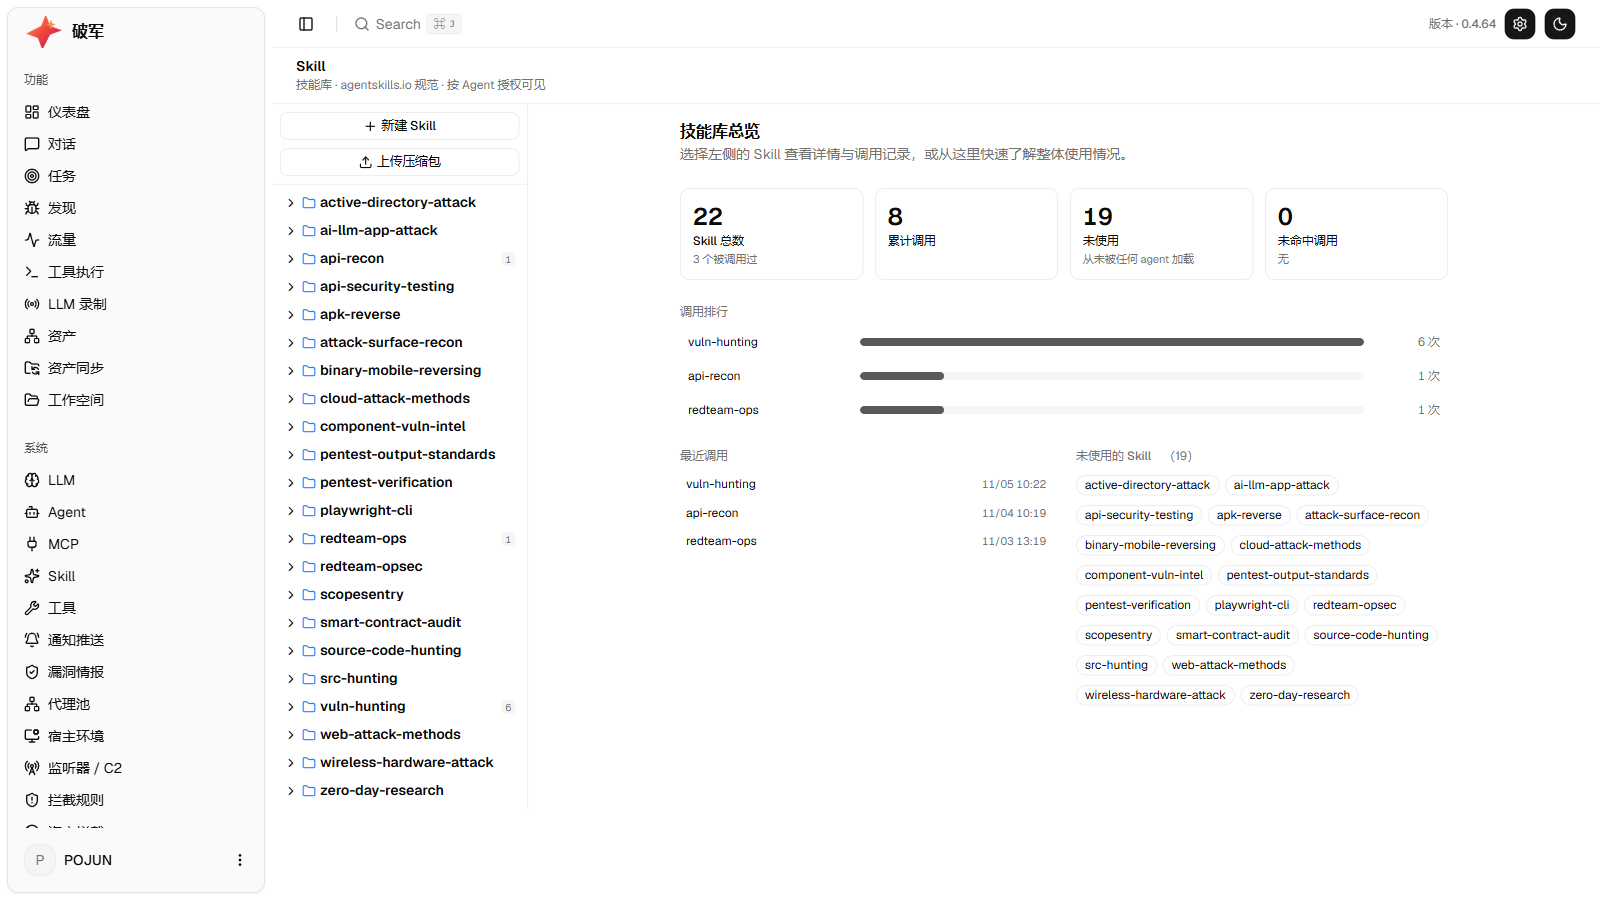 破军
功能
仪表盘
对话
任务
发现
流量
工具执行
LLM 录制
资产
资产同步
工作空间
系统
LLM
Agent
MCP
Skill
工具
通知推送
漏洞情报
代理池
宿主环境
监听器 / C2
拦截规则
P POJUN
Search ⌘ J
版本 · 0.4.64
Skill
技能库 · agentskills.io 规范 · 按 Agent 授权可见
新建 Skill
上传压缩包
active-directory-attack
ai-llm-app-attack
api-recon 1
api-security-testing
apk-reverse
attack-surface-recon
binary-mobile-reversing
cloud-attack-methods
component-vuln-intel
pentest-output-standards
pentest-verification
playwright-cli
redteam-ops 1
redteam-opsec
scopesentry
smart-contract-audit
source-code-hunting
src-hunting
vuln-hunting 6
web-attack-methods
wireless-hardware-attack
zero-day-research
技能库总览
选择左侧的 Skill 查看详情与调用记录，或从这里快速了解整体使用情况。
22
Skill 总数
3 个被调用过
8
累计调用
19
未使用
从未被任何 agent 加载
0
未命中调用
无
调用排行
vuln-hunting 6 次
api-recon 1 次
redteam-ops 1 次
最近调用
vuln-hunting 11/05 10:22
api-recon 11/04 10:19
redteam-ops 11/03 13:19
未使用的 Skill (19)
active-directory-attack ai-llm-app-attack
api-security-testing apk-reverse attack-surface-recon
binary-mobile-reversing cloud-attack-methods
component-vuln-intel pentest-output-standards
pentest-verification playwright-cli redteam-opsec
scopesentry smart-contract-audit source-code-hunting
src-hunting web-attack-methods
wireless-hardware-attack zero-day-research